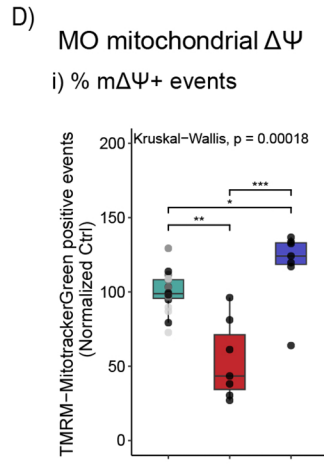 D)
MO mitochondrial ΔΨ
i) % mΔΨ+ events
TMRM−MitotrackerGreen positive events
(Normalized Ctrl)
200
150
100
50
0
Kruskal−Wallis, p = 0.00018
***
*
**